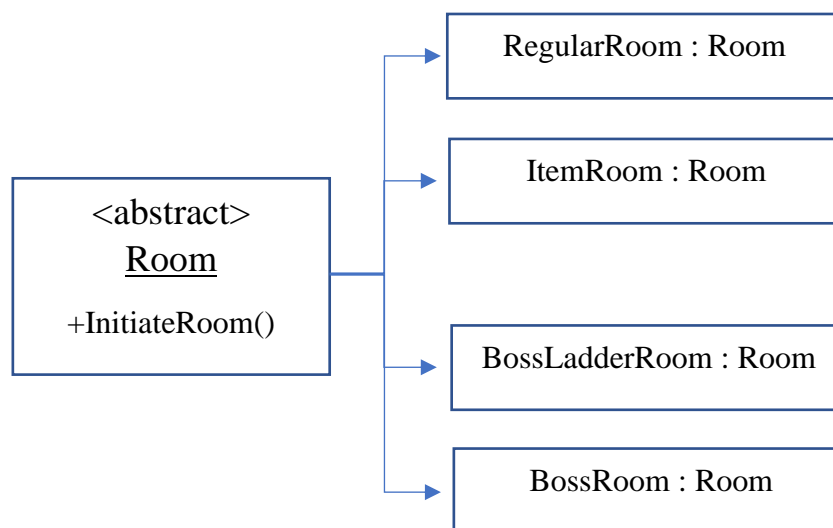 RegularRoom : Room
ItemRoom : Room
<abstract>
Room
+InitiateRoom()
BossLadderRoom : Room
BossRoom : Room